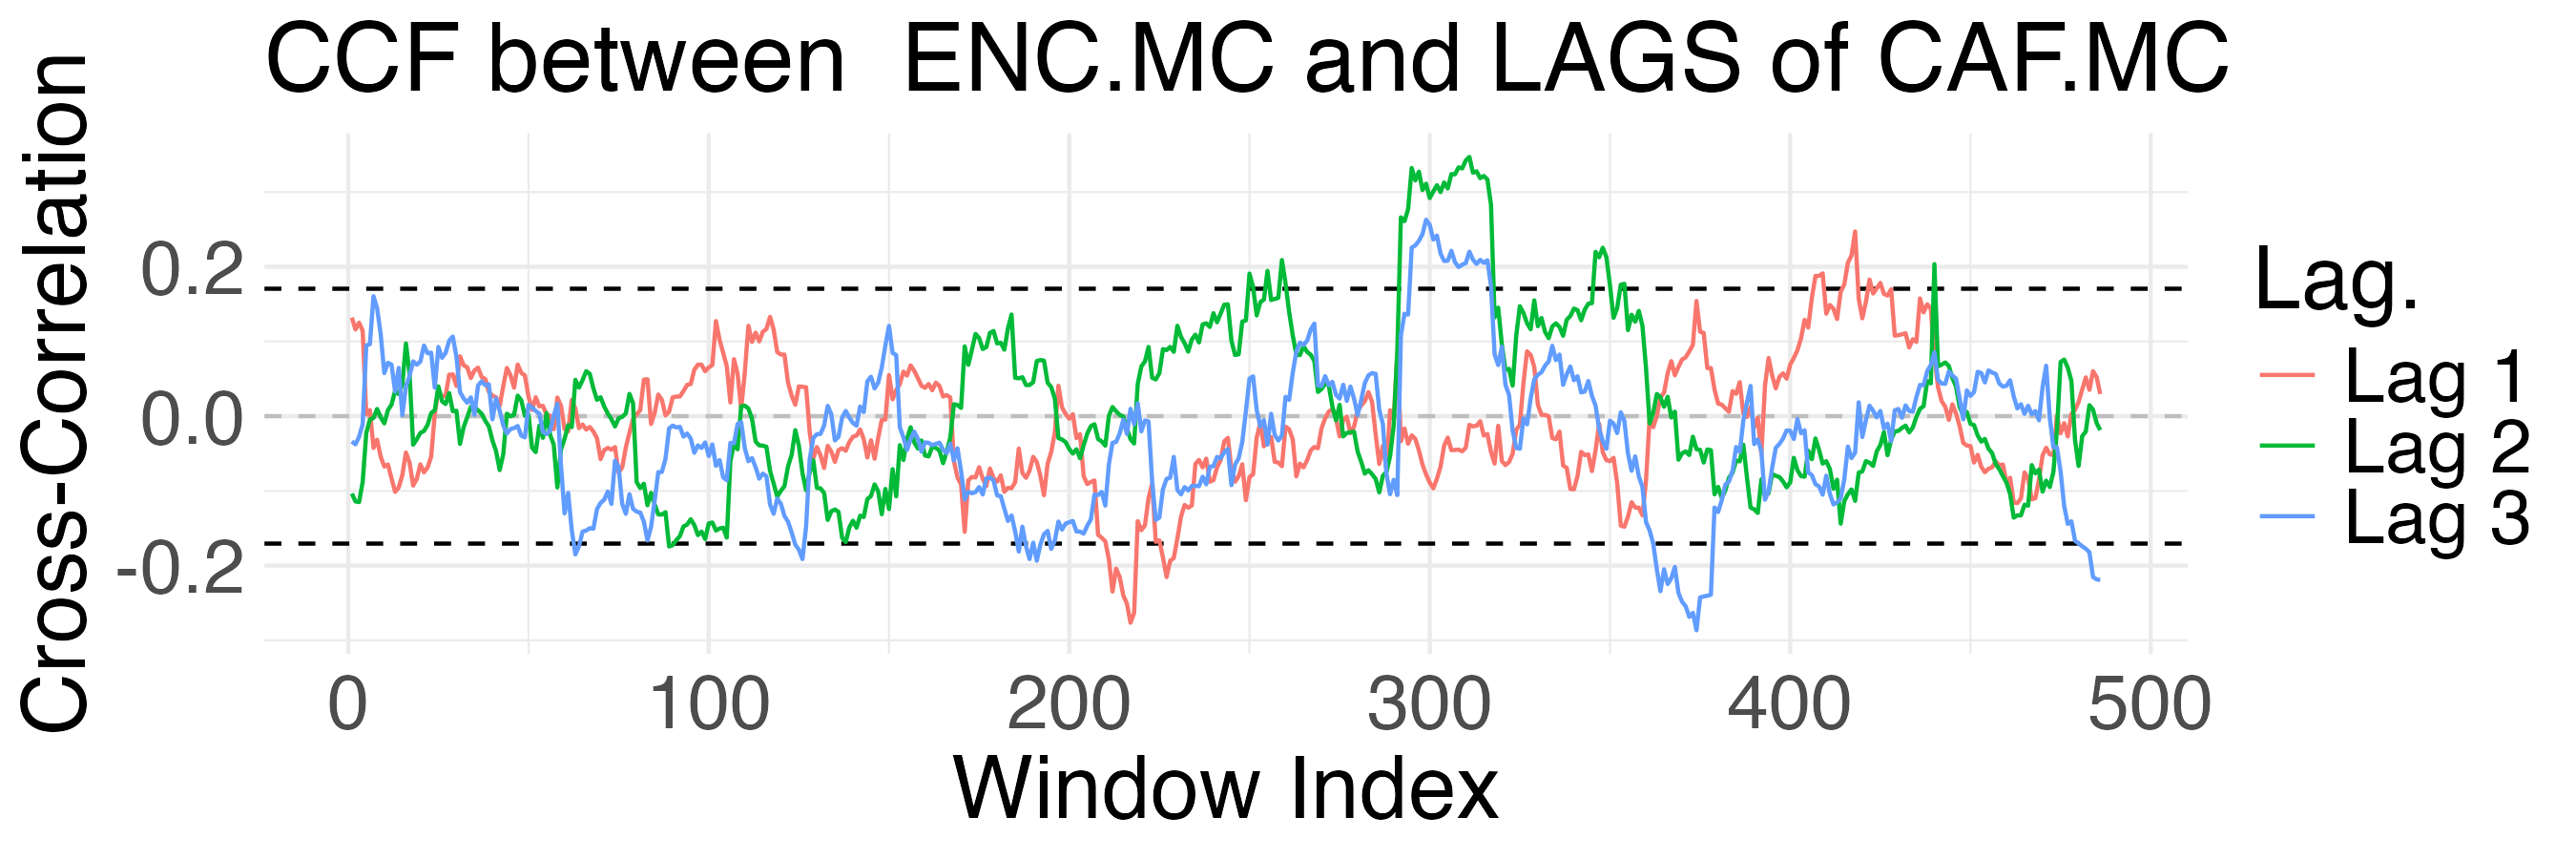 CCF between  ENC.MC and LAGS of CAF.MC
Cross-Correlation
0.2
0.0
-0.2
0 100 200 300 400 500
Window Index
Lag.
Lag 1
Lag 2
Lag 3